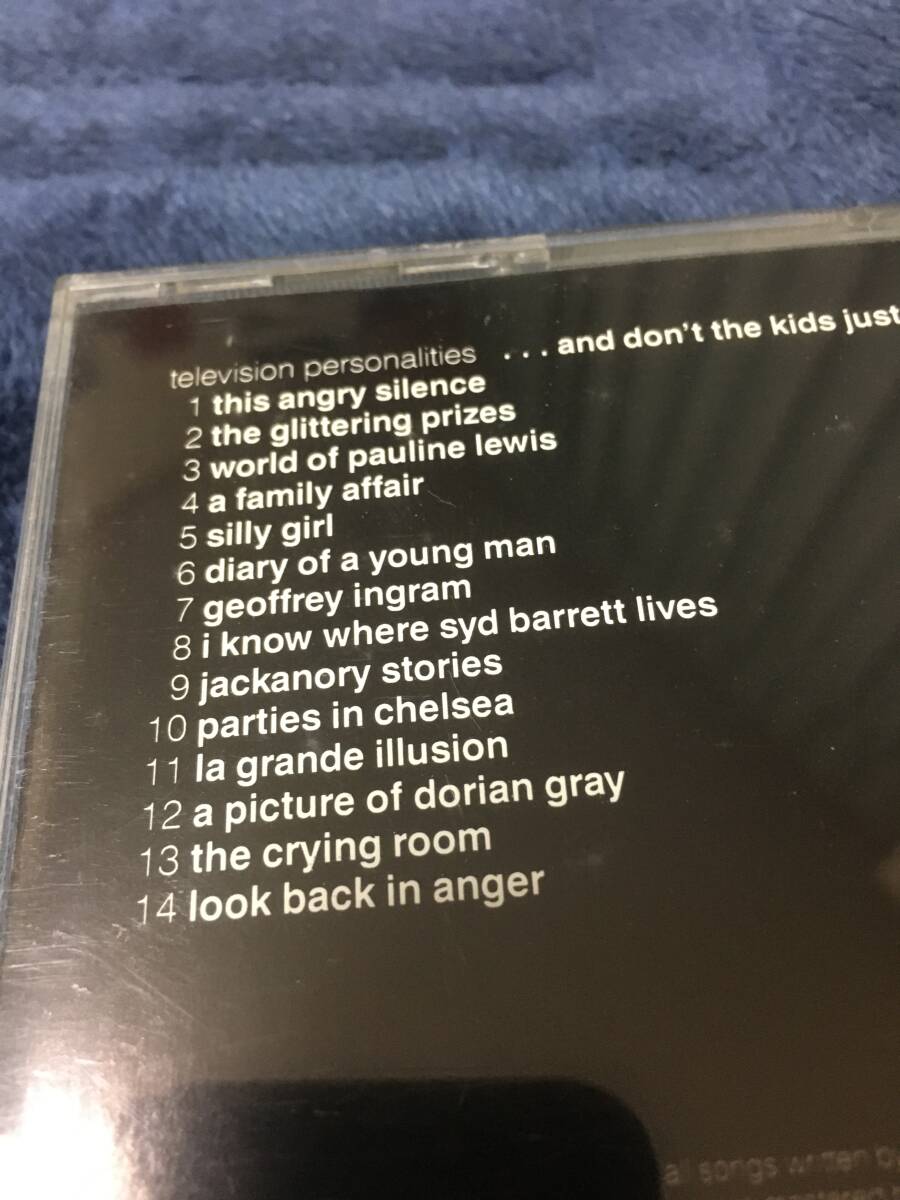 television personalities ...and don't the kids just
1 this angry silence
2 the glittering prizes
3 world of pauline lewis
4 a family affair
5 silly girl
6 diary of a young man
7 geoffrey ingram
8 i know where syd barrett lives
9 jackanory stories
10 parties in chelsea
11 la grande illusion
12 a picture of dorian gray
13 the crying room
14 look back in anger
all songs written by